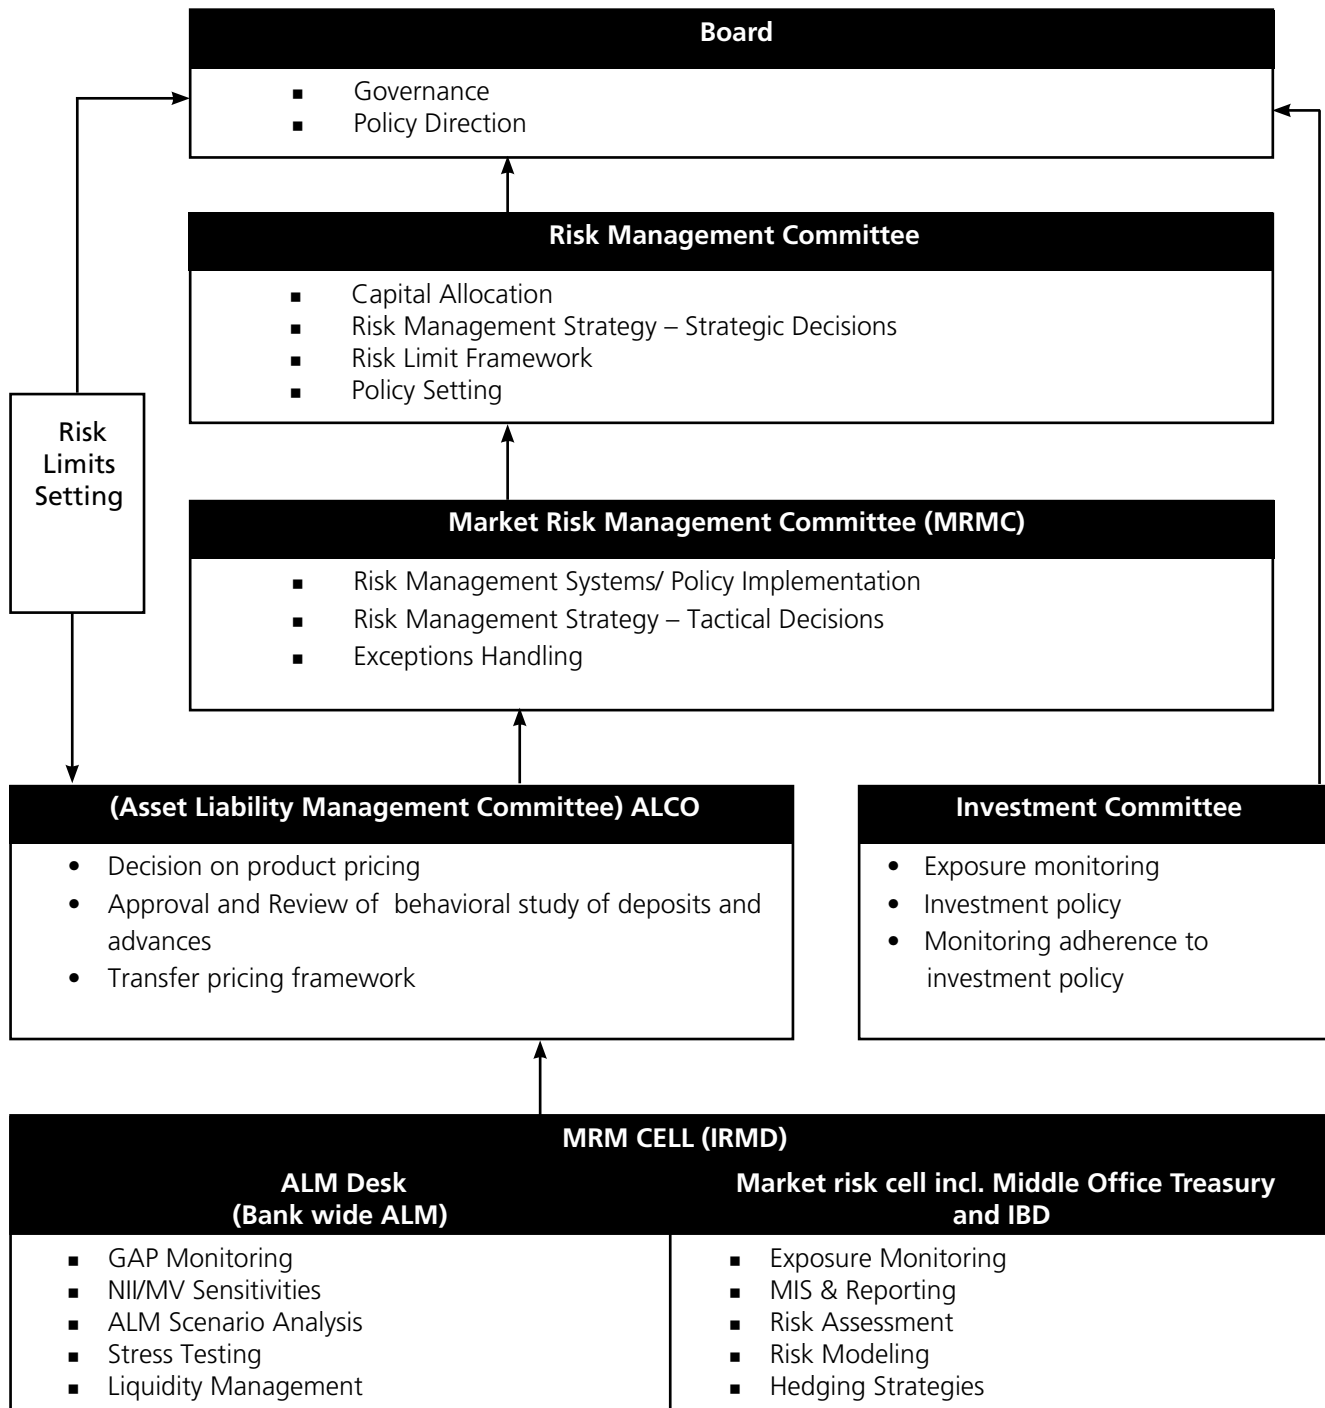 Board
■ Governance
■ Policy Direction
Risk Management Committee
■ Capital Allocation
■ Risk Management Strategy – Strategic Decisions
■ Risk Limit Framework
■ Policy Setting
Risk
Limits
Setting
Market Risk Management Committee (MRMC)
■ Risk Management Systems/ Policy Implementation
■ Risk Management Strategy – Tactical Decisions
■ Exceptions Handling
(Asset Liability Management Committee) ALCO
• Decision on product pricing
• Approval and Review of behavioral study of deposits and
advances
• Transfer pricing framework
Investment Committee
• Exposure monitoring
• Investment policy
• Monitoring adherence to
investment policy
MRM CELL (IRMD)
ALM Desk
(Bank wide ALM)
■ GAP Monitoring
■ NII/MV Sensitivities
■ ALM Scenario Analysis
■ Stress Testing
■ Liquidity Management
Market risk cell incl. Middle Office Treasury
and IBD
■ Exposure Monitoring
■ MIS & Reporting
■ Risk Assessment
■ Risk Modeling
■ Hedging Strategies